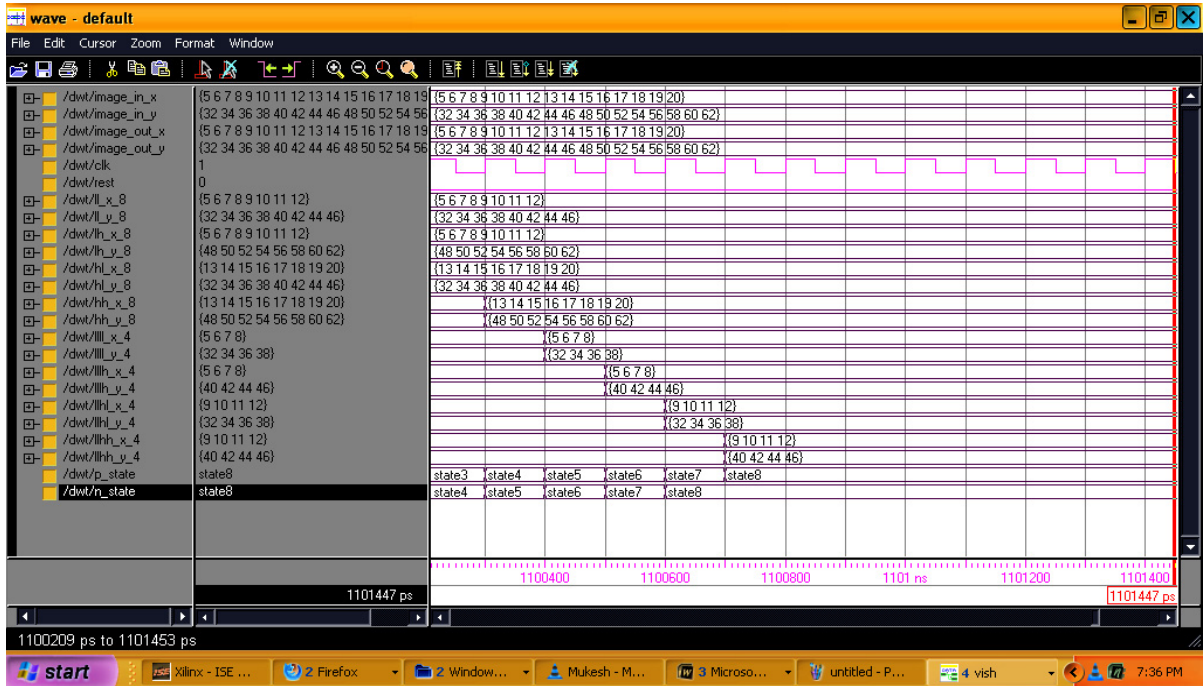 wave - default
File Edit Cursor Zoom Format Window
/dwt/image_in_x {5 6 7 8 9 10 11 12 13 14 15 16 17 18 19 {5 6 7 8 9 10 11 12 13 14 15 16 17 18 19 20}
/dwt/image_in_y {32 34 36 38 40 42 44 46 48 50 52 54 56 {32 34 36 38 40 42 44 46 48 50 52 54 56 58 60 62}
/dwt/image_out_x {5 6 7 8 9 10 11 12 13 14 15 16 17 18 19 {5 6 7 8 9 10 11 12 13 14 15 16 17 18 19 20}
/dwt/image_out_y {32 34 36 38 40 42 44 46 48 50 52 54 56 {32 34 36 38 40 42 44 46 48 50 52 54 56 58 60 62}
/dwt/clk 1
/dwt/rest 0
/dwt/ll_x_8 {5 6 7 8 9 10 11 12} {5 6 7 8 9 10 11 12}
/dwt/ll_y_8 {32 34 36 38 40 42 44 46} {32 34 36 38 40 42 44 46}
/dwt/lh_x_8 {5 6 7 8 9 10 11 12} {5 6 7 8 9 10 11 12}
/dwt/lh_y_8 {48 50 52 54 56 58 60 62} {48 50 52 54 56 58 60 62}
/dwt/hl_x_8 {13 14 15 16 17 18 19 20} {13 14 15 16 17 18 19 20}
/dwt/hl_y_8 {32 34 36 38 40 42 44 46} {32 34 36 38 40 42 44 46}
/dwt/hh_x_8 {13 14 15 16 17 18 19 20} {13 14 15 16 17 18 19 20}
/dwt/hh_y_8 {48 50 52 54 56 58 60 62} {48 50 52 54 56 58 60 62}
/dwt/llll_x_4 {5 6 7 8} {5 6 7 8}
/dwt/llll_y_4 {32 34 36 38} {32 34 36 38}
/dwt/lllh_x_4 {5 6 7 8} {5 6 7 8}
/dwt/lllh_y_4 {40 42 44 46} {40 42 44 46}
/dwt/llhl_x_4 {9 10 11 12} {9 10 11 12}
/dwt/llhl_y_4 {32 34 36 38} {32 34 36 38}
/dwt/llhh_x_4 {9 10 11 12} {9 10 11 12}
/dwt/llhh_y_4 {40 42 44 46} {40 42 44 46}
/dwt/p_state state8 state3 state4 state5 state6 state7 state8
/dwt/n_state state8 state4 state5 state6 state7 state8
1100400 1100600 1100800 1101 ns 1101200 1101400
1101447 ps 1101447 ps
1100209 ps to 1101453 ps
start Xilinx - ISE ... 2 Firefox 2 Window... Mukesh - M... 3 Microso... untitled - P... 4 vish 7:36 PM